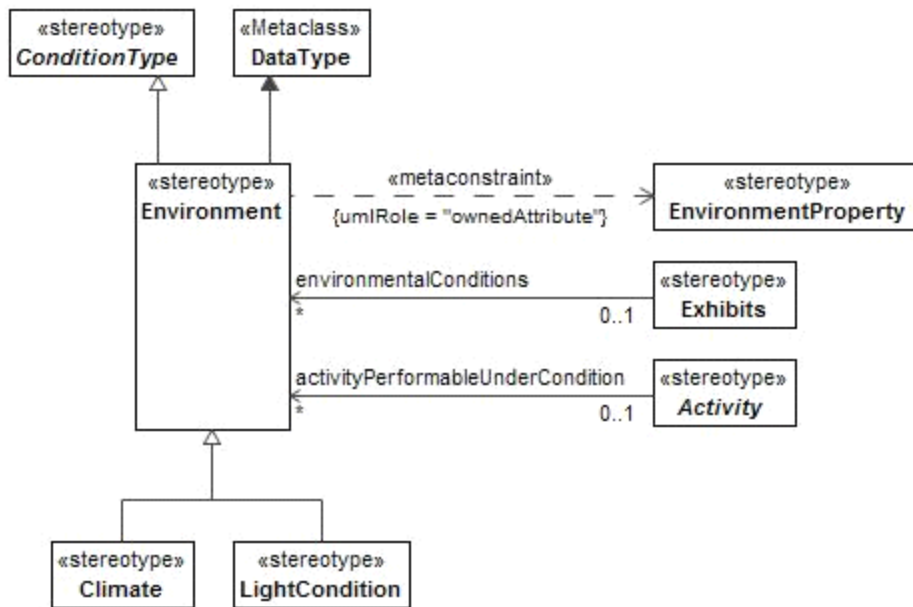 «stereotype»
ConditionType
«Metaclass»
DataType
«stereotype»
Environment
«metaconstraint»
{umlRole = "ownedAttribute"}
«stereotype»
EnvironmentProperty
environmentalConditions
*
0..1
«stereotype»
Exhibits
activityPerformableUnderCondition
*
0..1
«stereotype»
Activity
«stereotype»
Climate
«stereotype»
LightCondition